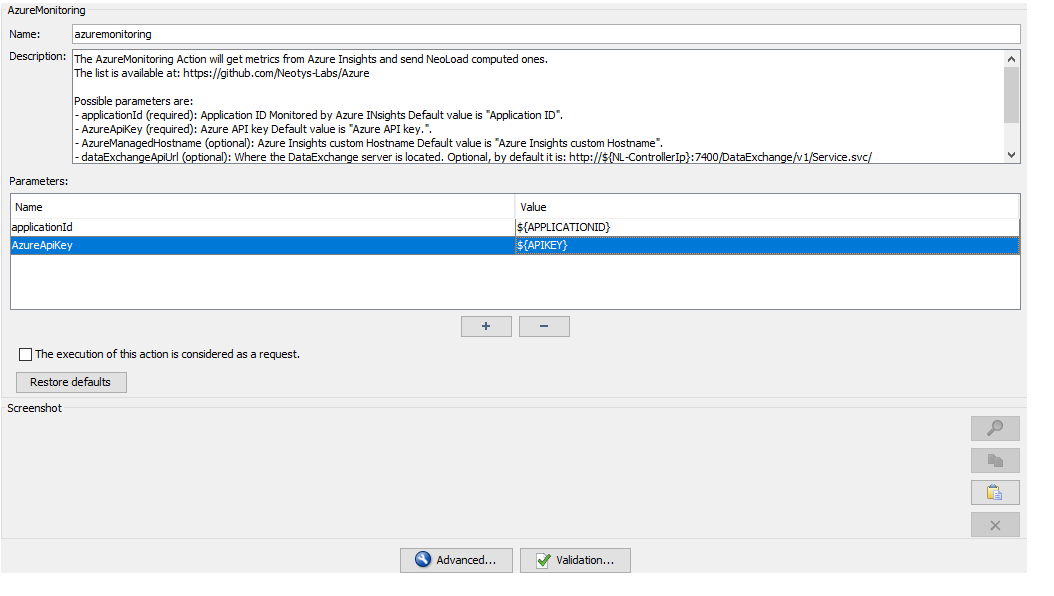 AzureMonitoring
Name: azuremonitoring
Description: The AzureMonitoring Action will get metrics from Azure Insights and send NeoLoad computed ones.
The list is available at: https://github.com/Neotys-Labs/Azure
Possible parameters are:
- applicationId (required): Application ID Monitored by Azure INsights Default value is "Application ID".
- AzureApiKey (required): Azure API key Default value is "Azure API key.".
- AzureManagedHostname (optional): Azure Insights custom Hostname Default value is "Azure Insights custom Hostname".
- dataExchangeApiUrl (optional): Where the DataExchange server is located. Optional, by default it is: http://${NL-ControllerIp}:7400/DataExchange/v1/Service.svc/
Parameters:
Name Value
applicationId ${APPLICATIONID}
AzureApiKey ${APIKEY}
+ −
The execution of this action is considered as a request.
Restore defaults
Screenshot
Advanced... Validation...